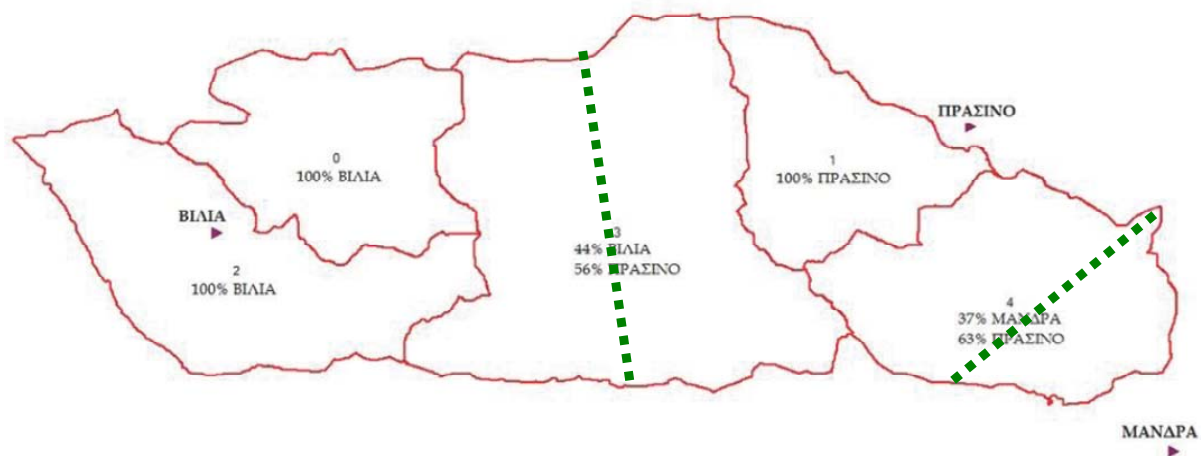 ΠΡΑΣΙΝΟ
0
100% ΒΙΛΙΑ
1
100% ΠΡΑΣΙΝΟ
ΒΙΛΙΑ
2
100% ΒΙΛΙΑ
3
44% ΒΙΛΙΑ
56% ΠΡΑΣΙΝΟ
4
37% ΜΑΝΔΡΑ
63% ΠΡΑΣΙΝΟ
ΜΑΝΔΡΑ